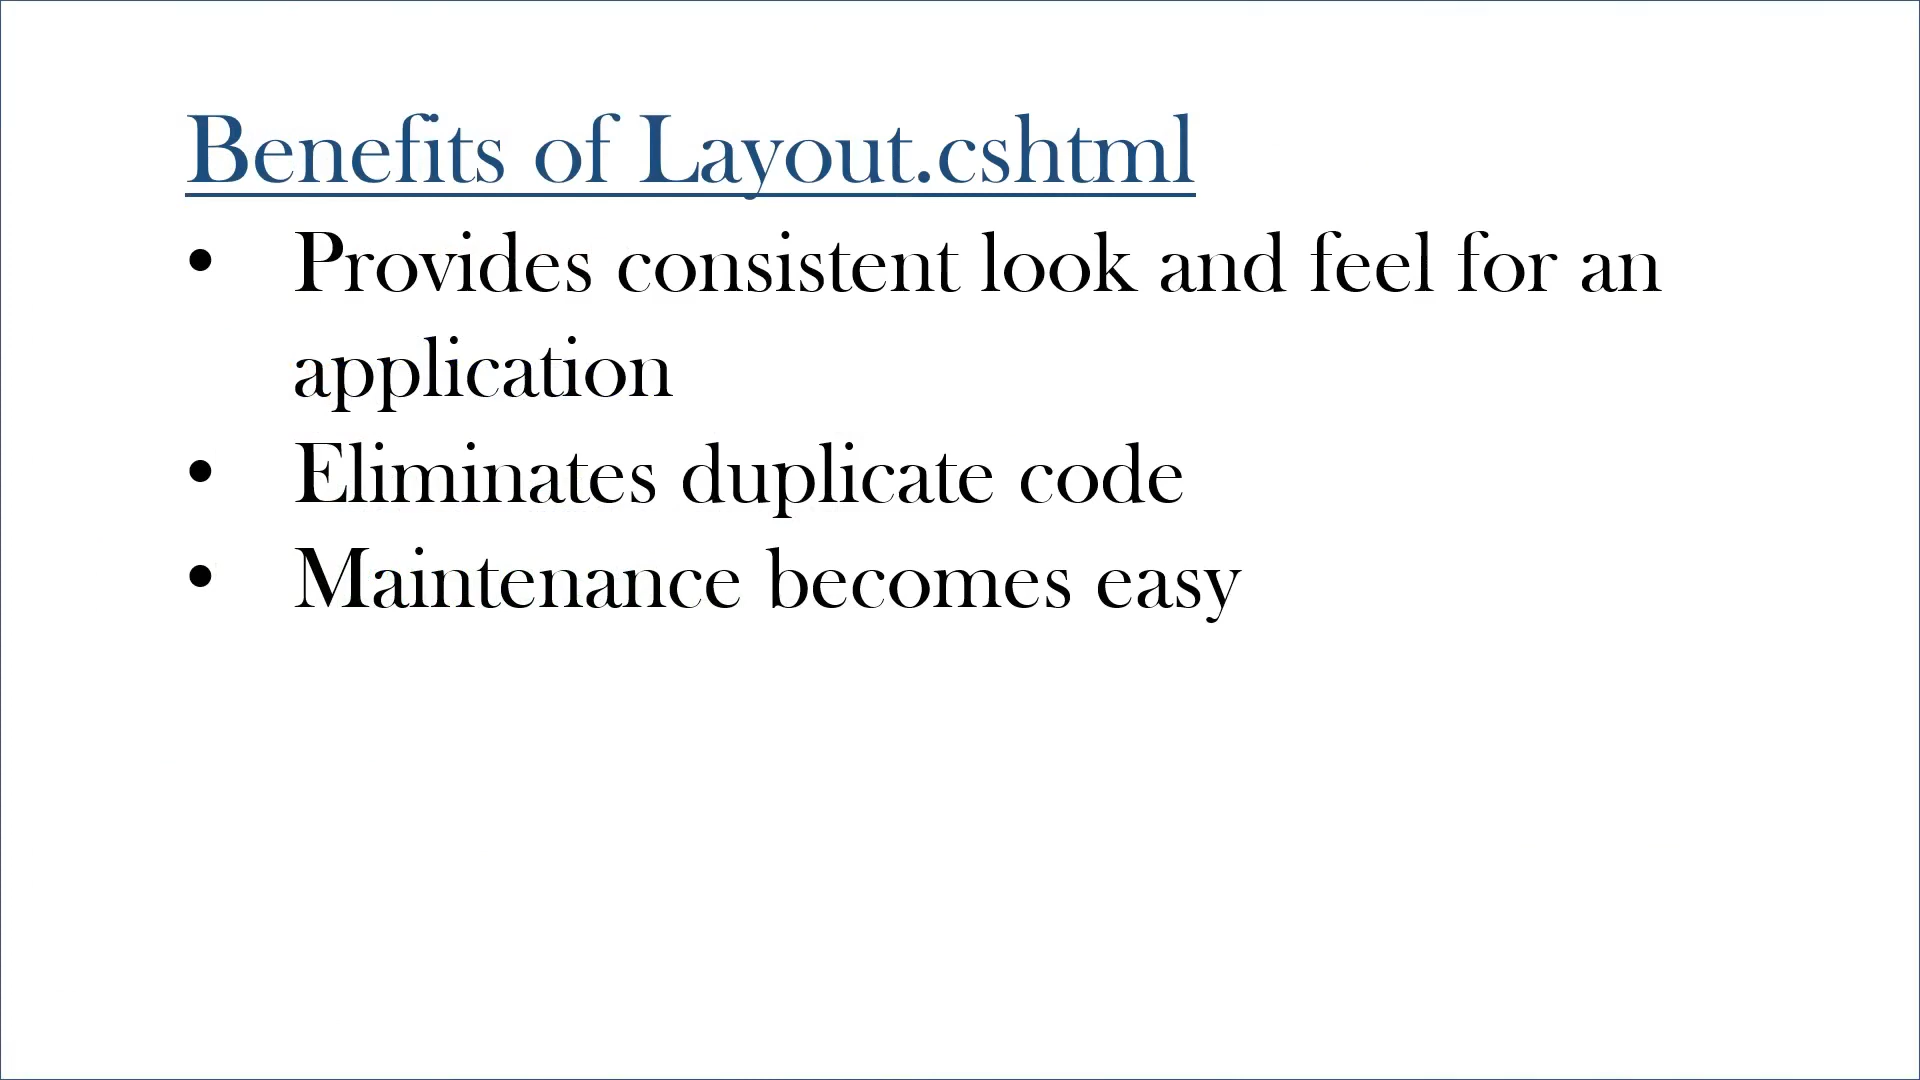 Benefits of Layout.cshtml
• Provides consistent look and feel for an
application
• Eliminates duplicate code
• Maintenance becomes easy